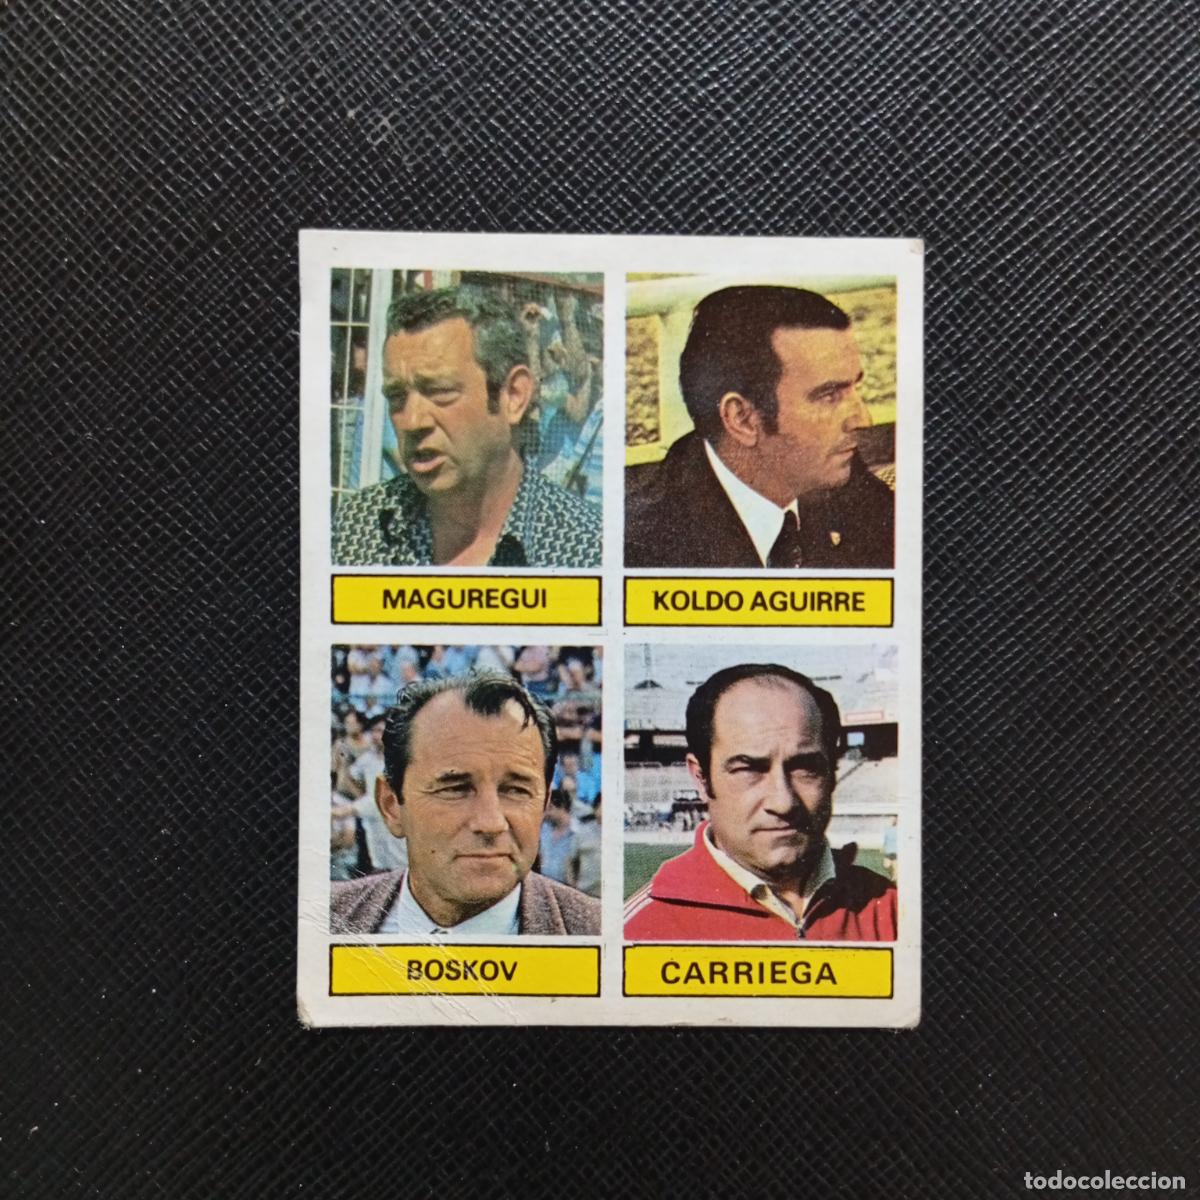 MAGUREGUI
KOLDO AGUIRRE
BOSKOV
CARRIEGA
todocoleccion